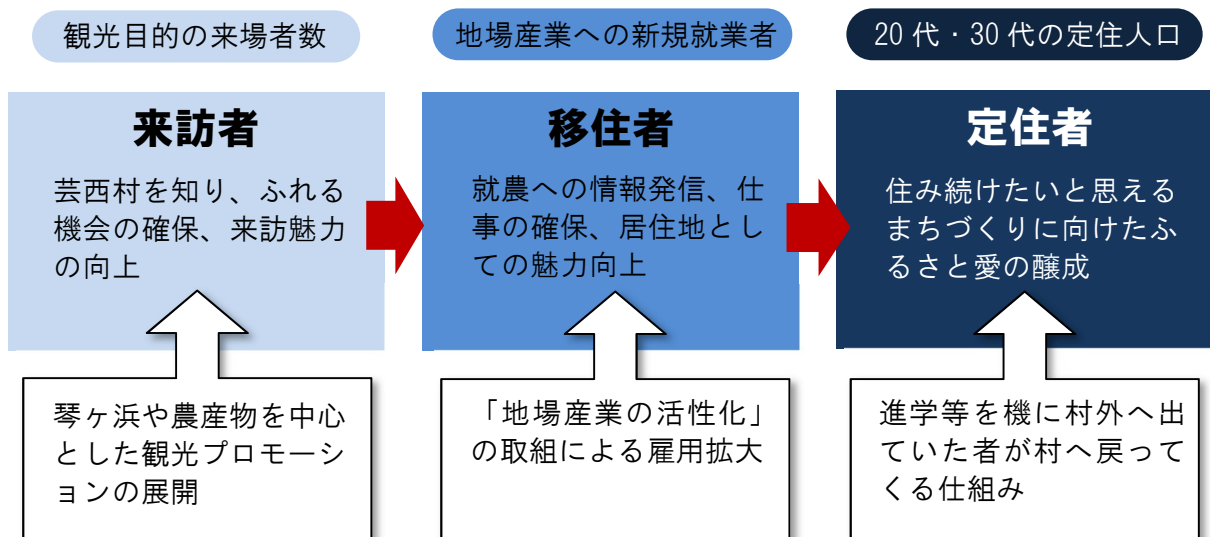 観光目的の来場者数
地場産業への新規就業者
20代・30代の定住人口
来訪者
芸西村を知り、ふれる
機会の確保、来訪魅力
の向上
移住者
就農への情報発信、仕
事の確保、居住地とし
ての魅力向上
定住者
住み続けたいと思える
まちづくりに向けたふ
るさと愛の醸成
琴ヶ浜や農産物を中心
とした観光プロモーシ
ョンの展開
「地場産業の活性化」
の取組による雇用拡大
進学等を機に村外へ出
ていた者が村へ戻って
くる仕組み